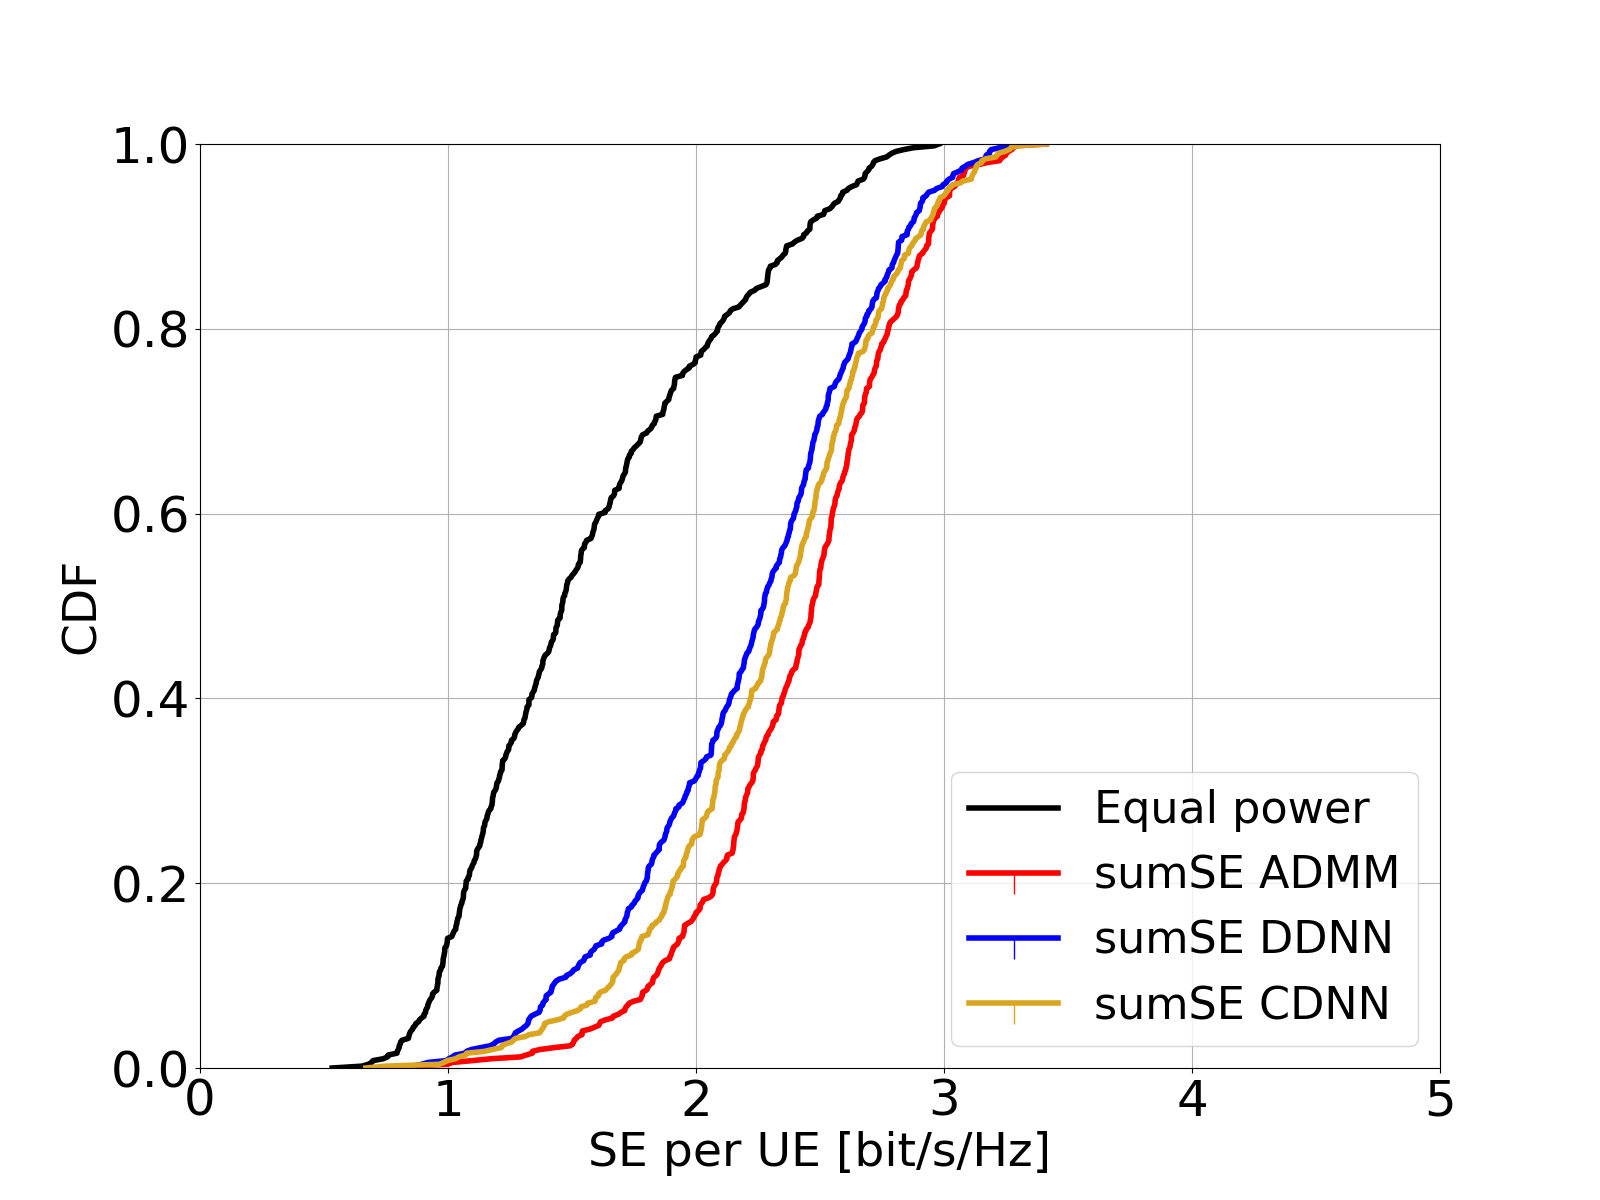 1.0
0.8
0.6
0.4
0.2
0.0
CDF
0 1 2 3 4 5
SE per UE [bit/s/Hz]
Equal power
sumSE ADMM
sumSE DDNN
sumSE CDNN